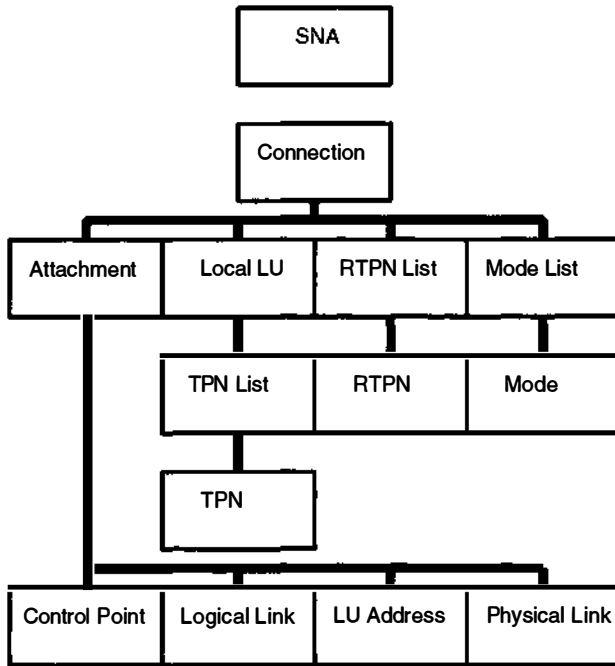 SNA
Connection
Attachment
Local LU
RTPN List
Mode List
TPN List
RTPN
Mode
TPN
Control Point
Logical Link
LU Address
Physical Link